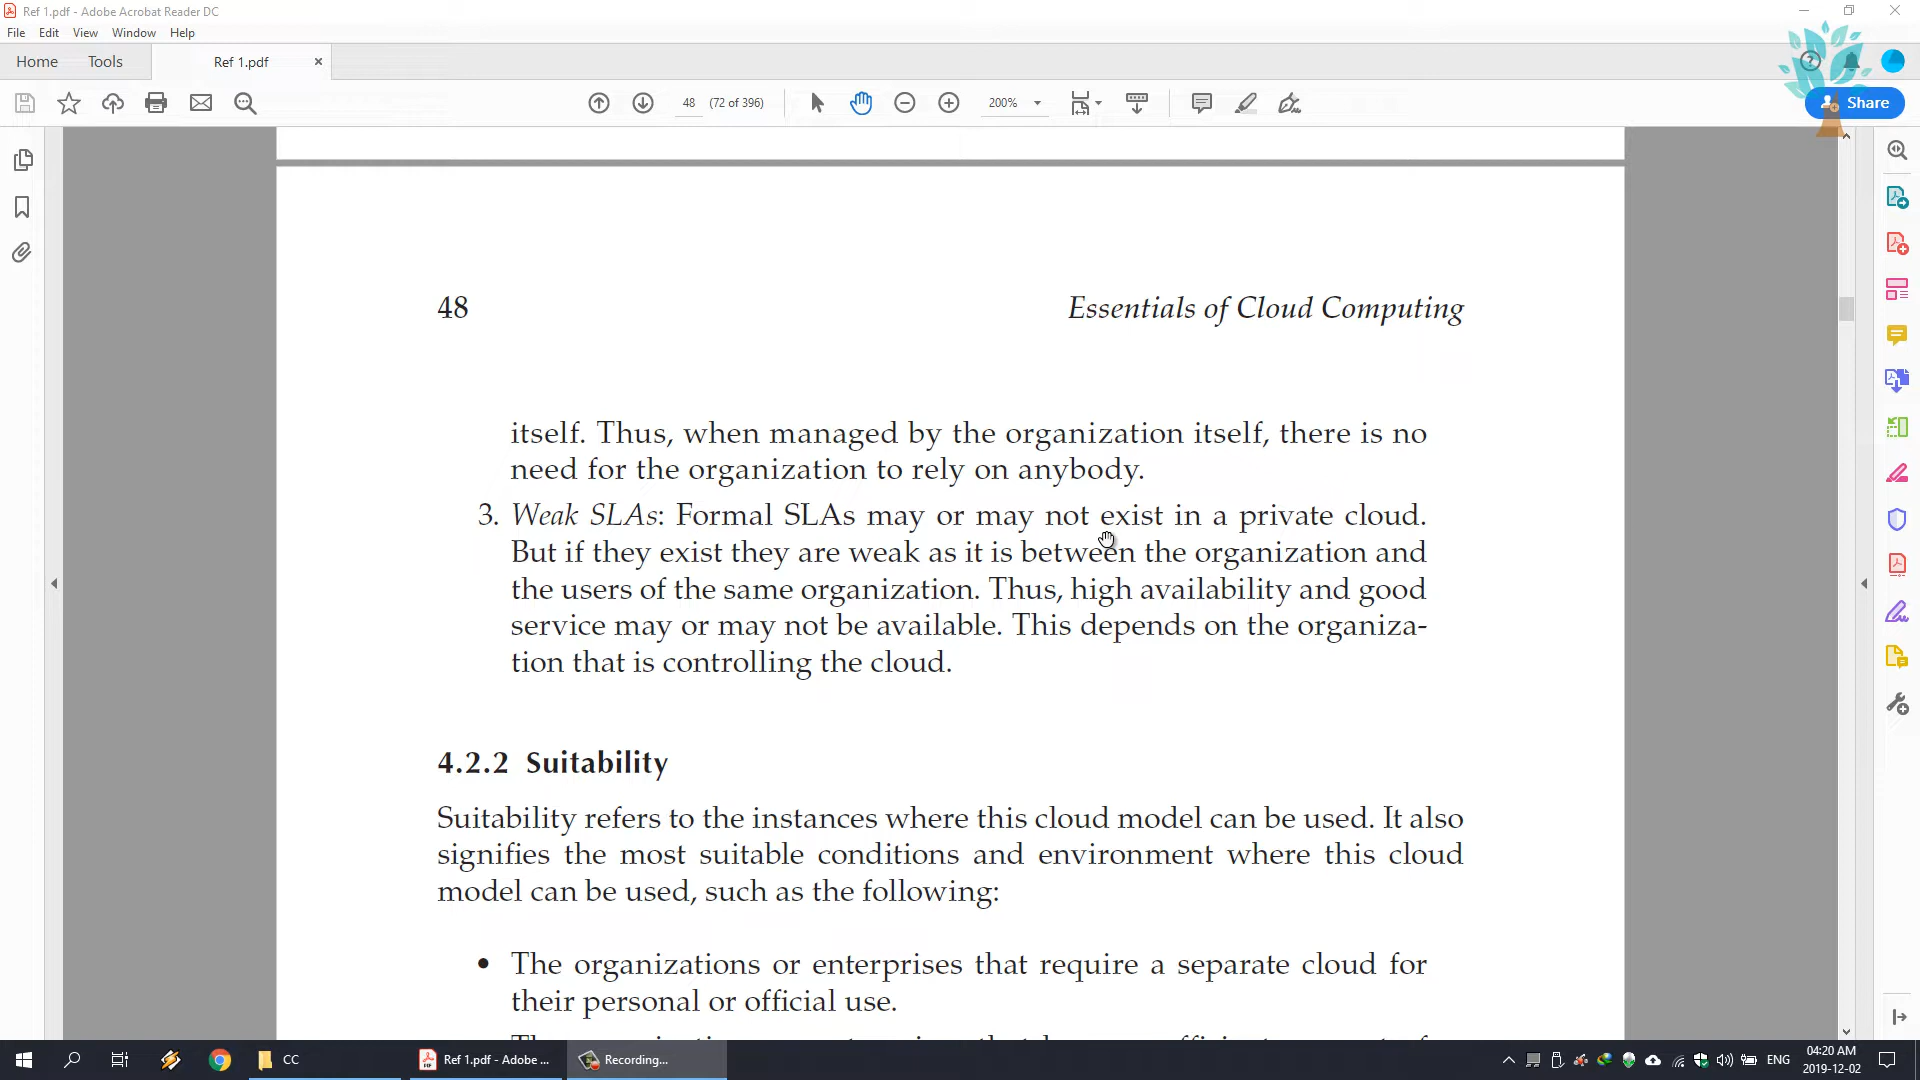 Ref 1.pdf - Adobe Acrobat Reader DC
File Edit View Window Help
Home Tools Ref 1.pdf
48 (72 of 396) 200%
Share
48 Essentials of Cloud Computing
itself. Thus, when managed by the organization itself, there is no
need for the organization to rely on anybody.
3. Weak SLAs: Formal SLAs may or may not exist in a private cloud.
But if they exist they are weak as it is between the organization and
the users of the same organization. Thus, high availability and good
service may or may not be available. This depends on the organiza-
tion that is controlling the cloud.
4.2.2 Suitability
Suitability refers to the instances where this cloud model can be used. It also
signifies the most suitable conditions and environment where this cloud
model can be used, such as the following:
• The organizations or enterprises that require a separate cloud for
their personal or official use.
CC Ref 1.pdf - Adobe ... Recording... ENG 04:20 AM
2019-12-02